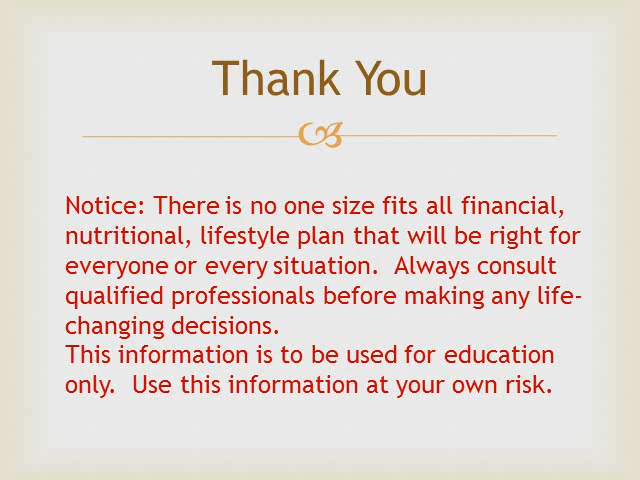 Thank You
Notice: There is no one size fits all financial,
nutritional, lifestyle plan that will be right for
everyone or every situation.  Always consult
qualified professionals before making any life-
changing decisions.
This information is to be used for education
only.  Use this information at your own risk.